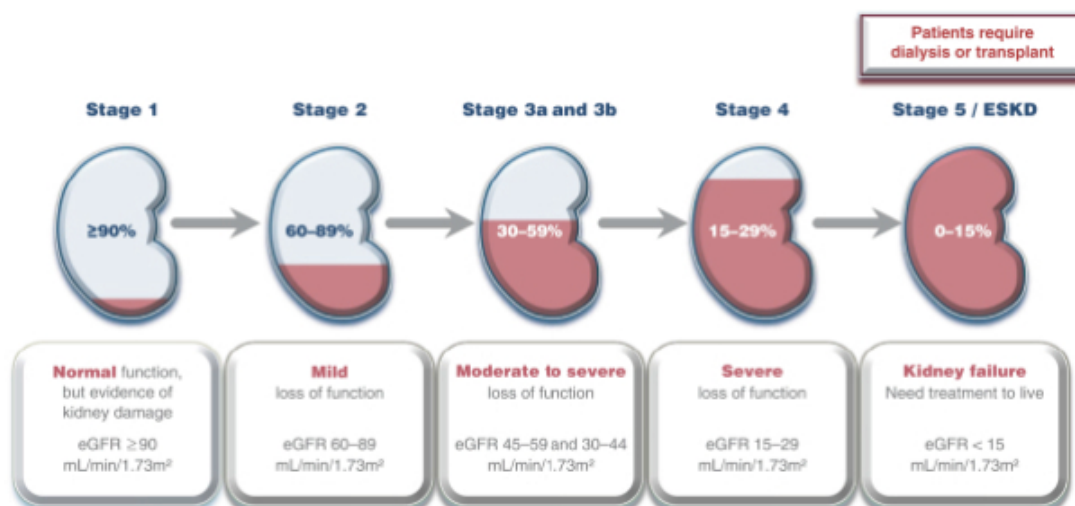 Patients require
dialysis or transplant
Stage 1
Stage 2
Stage 3a and 3b
Stage 4
Stage 5 / ESKD
≥90%
60–89%
30–59%
15–29%
0–15%
Normal function,
but evidence of
kidney damage
eGFR ≥90
mL/min/1.73m²
Mild
loss of function
eGFR 60–89
mL/min/1.73m²
Moderate to severe
loss of function
eGFR 45–59 and 30–44
mL/min/1.73m²
Severe
loss of function
eGFR 15–29
mL/min/1.73m²
Kidney failure
Need treatment to live
eGFR < 15
mL/min/1.73m²